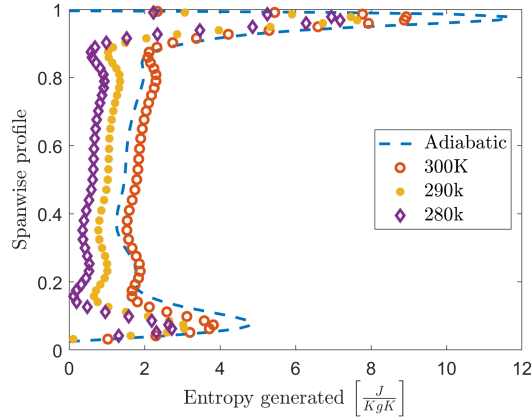 1
0.8
0.6
0.4
0.2
0
Spanwise profile
Adiabatic
300K
290k
280k
0 2 4 6 8 10 12
Entropy generated [J/KgK]